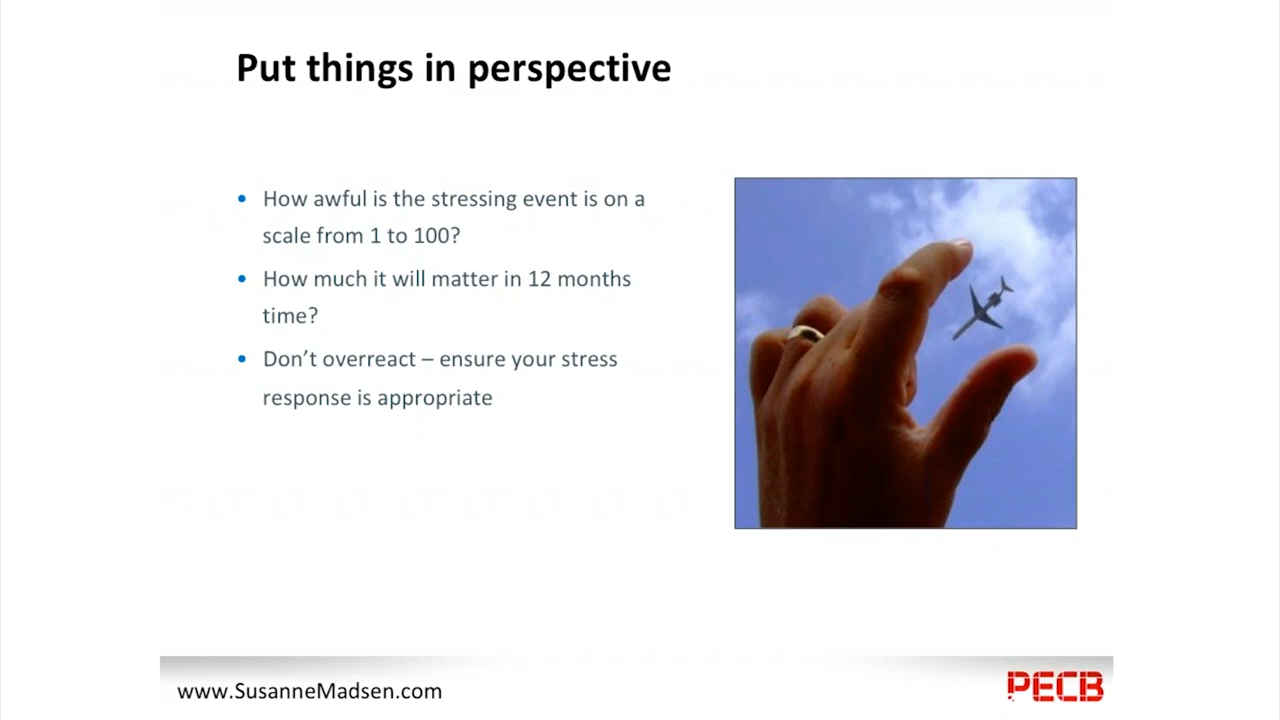 Put things in perspective
• How awful is the stressing event is on a
scale from 1 to 100?
• How much it will matter in 12 months
time?
• Don’t overreact – ensure your stress
response is appropriate
www.SusanneMadsen.com
PECB